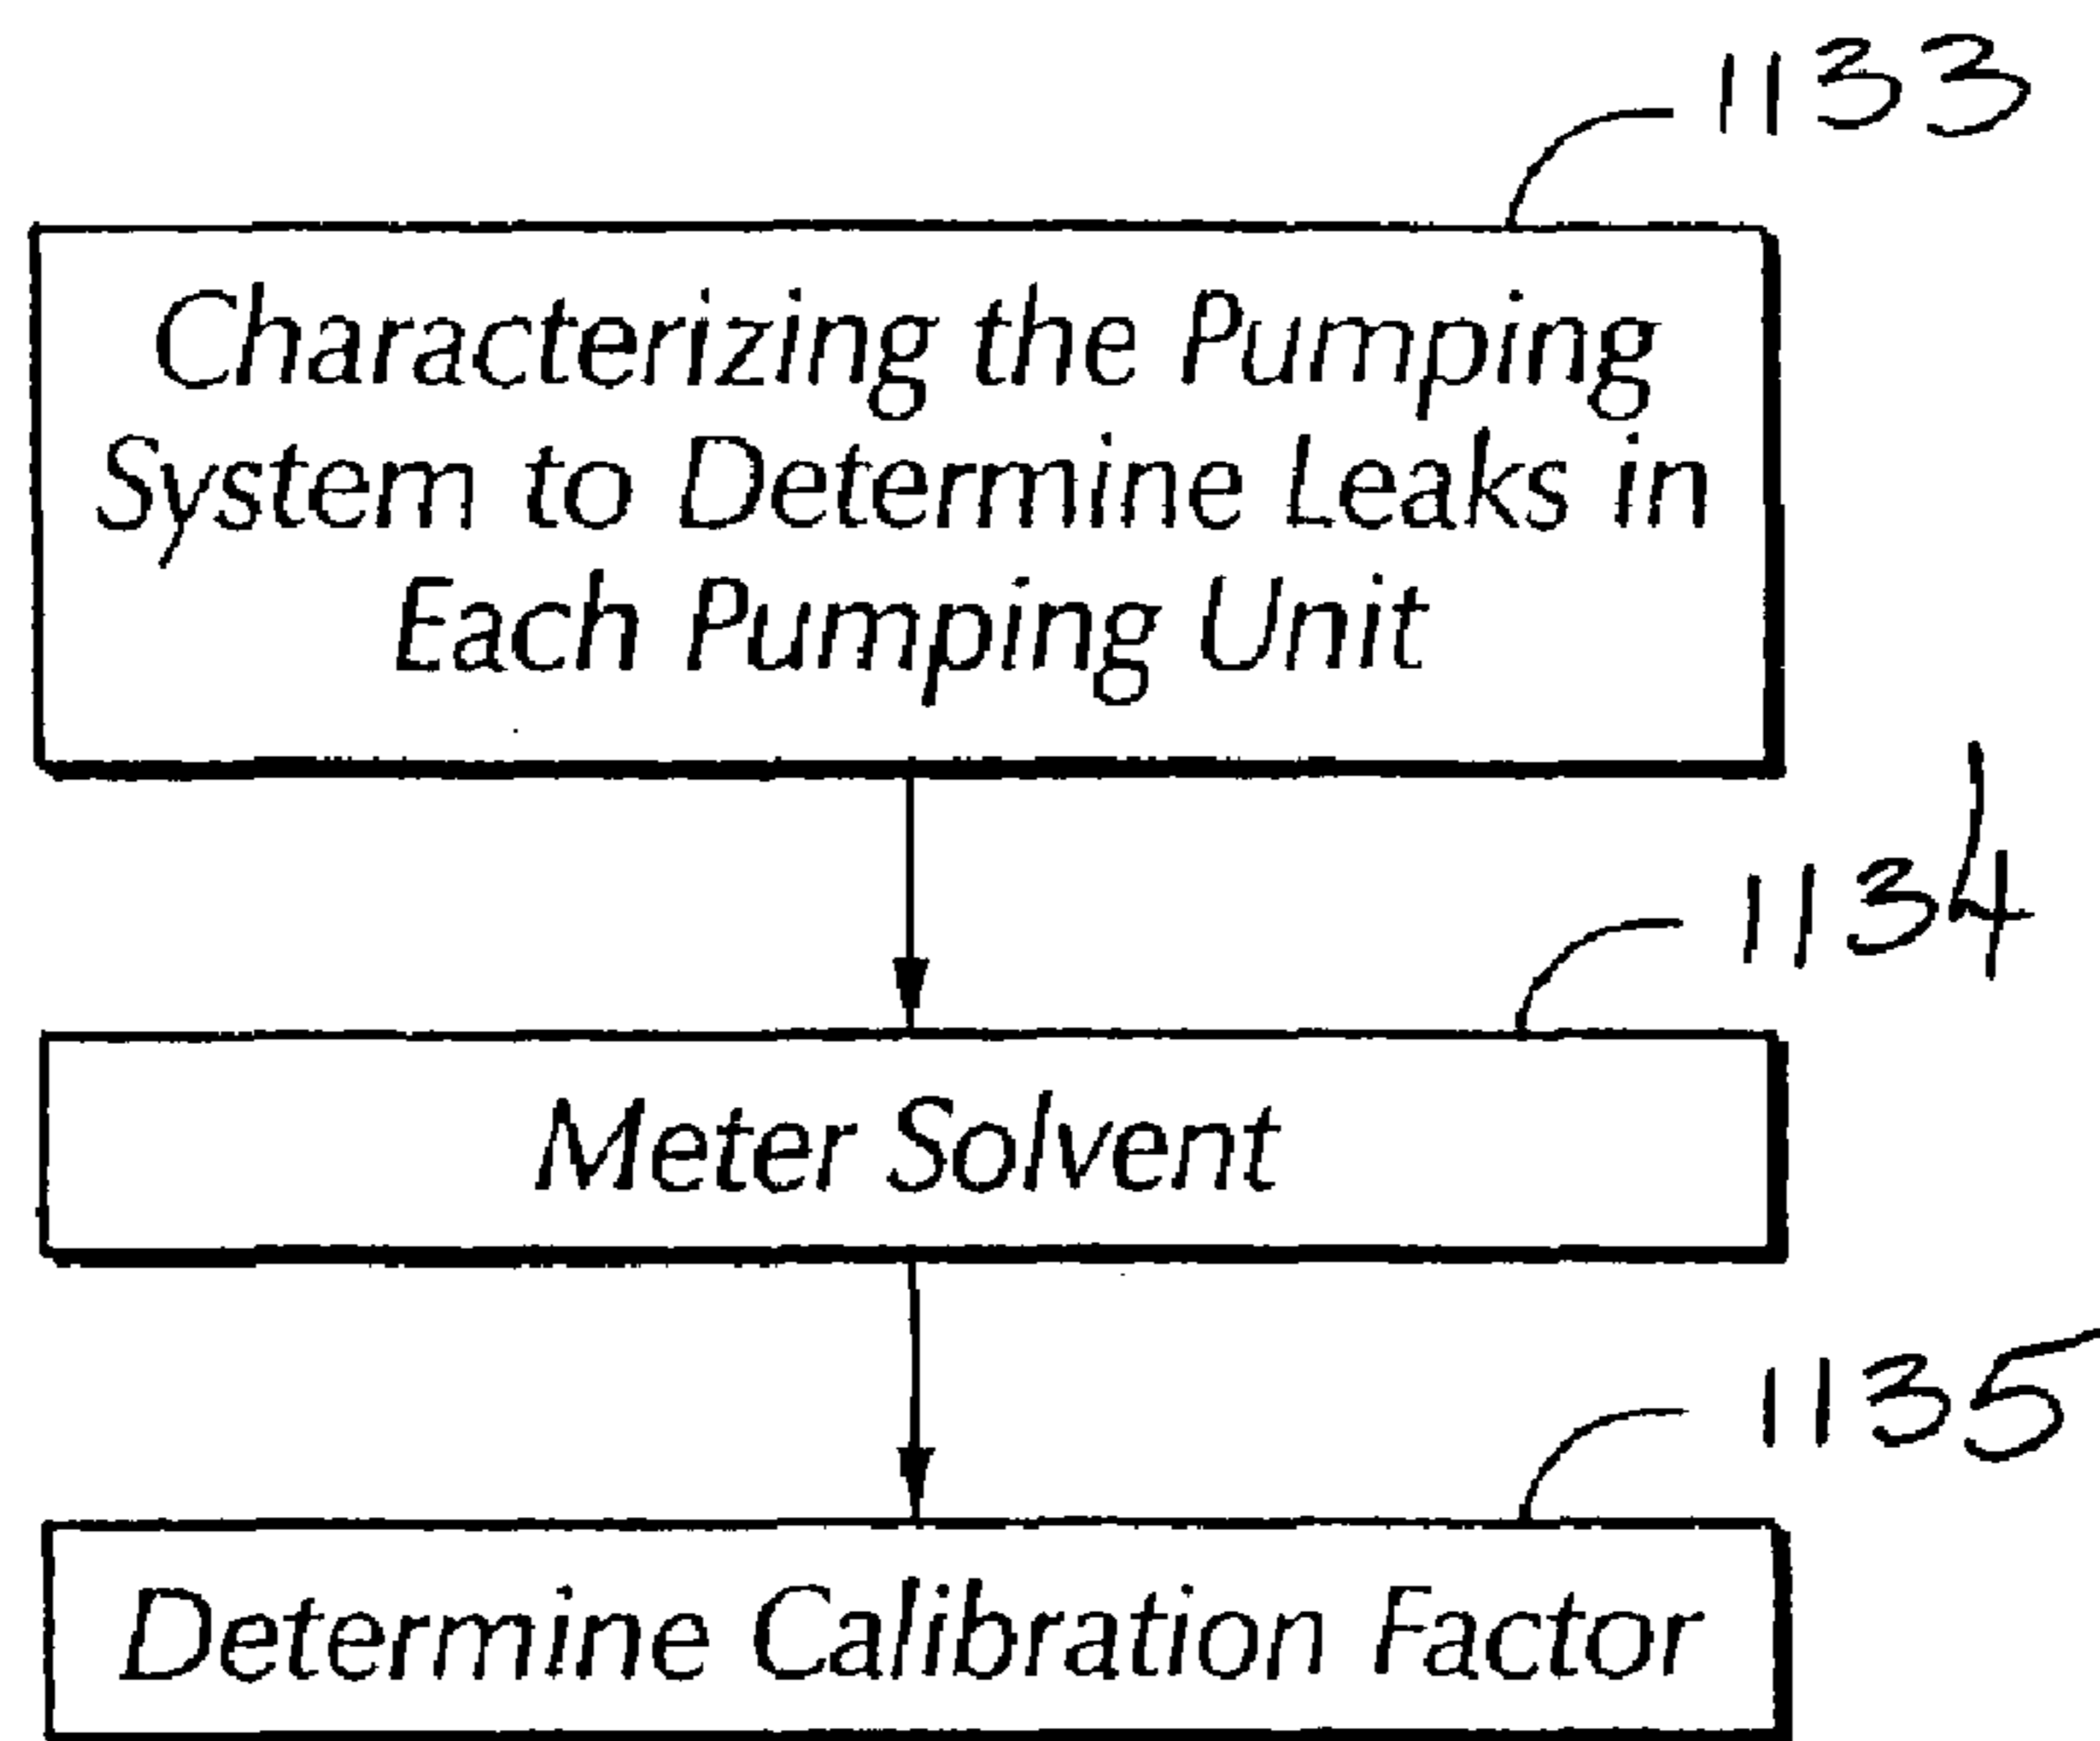 1133
Characterizing the Pumping
System to Determine Leaks in
Each Pumping Unit
1134
Meter Solvent
1135
Determine Calibration Factor